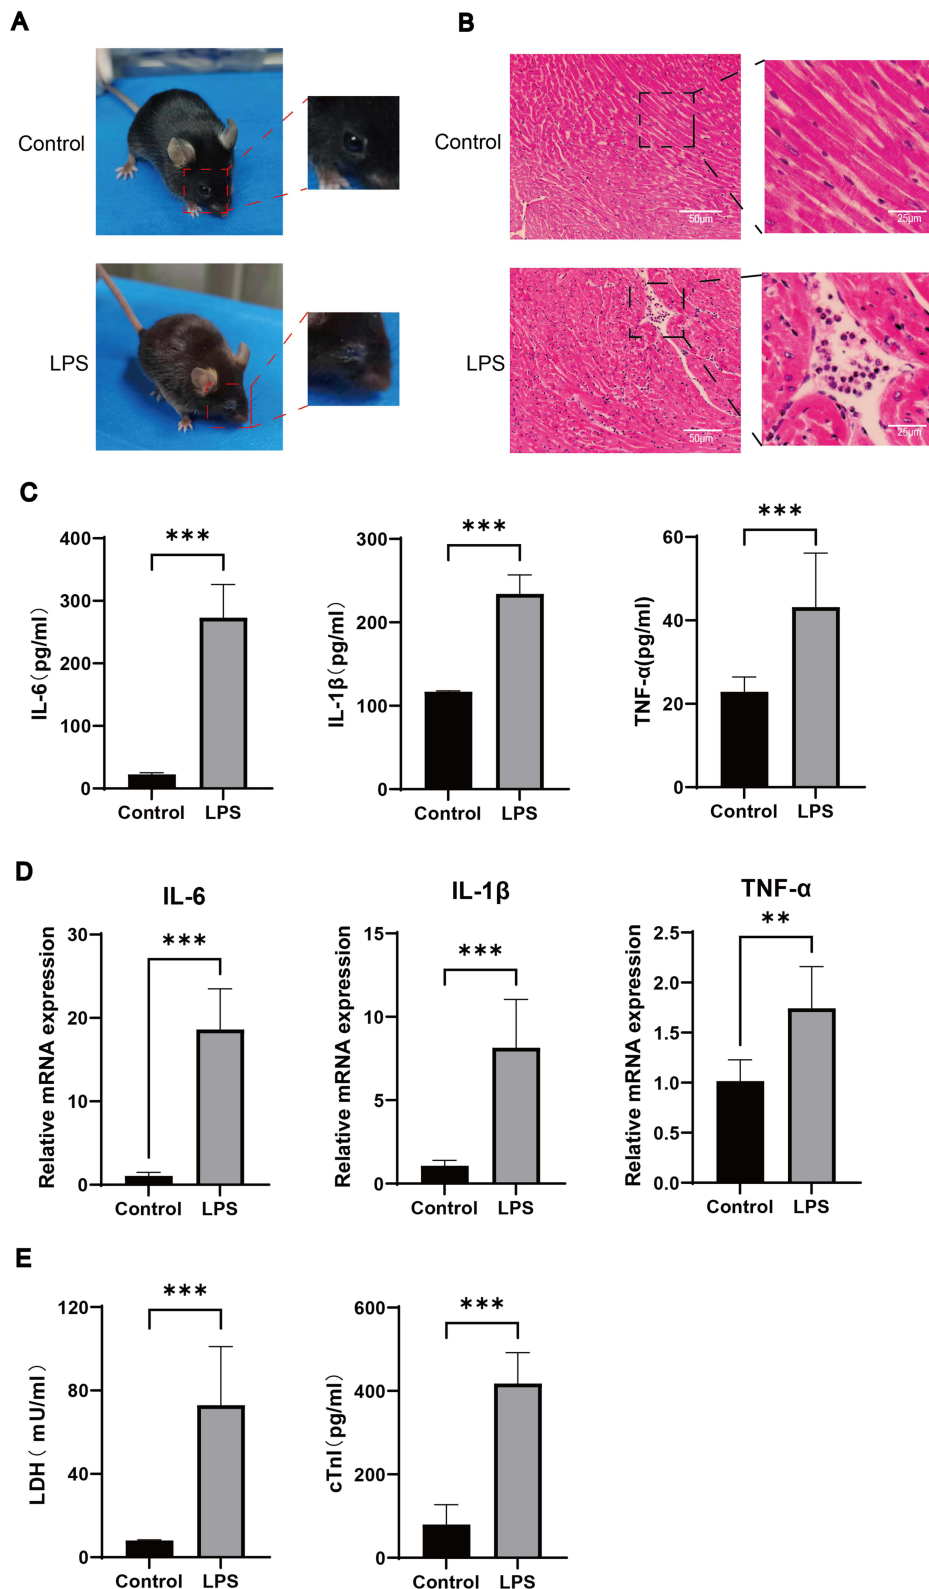 A
B
Control
50μm
25μm
LPS
50μm
25μm
C
***
400
300
200
100
0
IL-6(pg/ml)
Control LPS
***
300
200
100
0
IL-1β(pg/ml)
Control LPS
***
60
40
20
0
TNF-α(pg/ml)
Control LPS
D
IL-6
***
30
20
10
0
Relative mRNA expression
Control LPS
IL-1β
***
15
10
5
0
Relative mRNA expression
Control LPS
TNF-α
**
2.5
2.0
1.5
1.0
0.5
0.0
Relative mRNA expression
Control LPS
E
***
120
80
40
0
LDH( mU/ml)
Control LPS
***
600
400
200
0
cTnI(pg/ml)
Control LPS